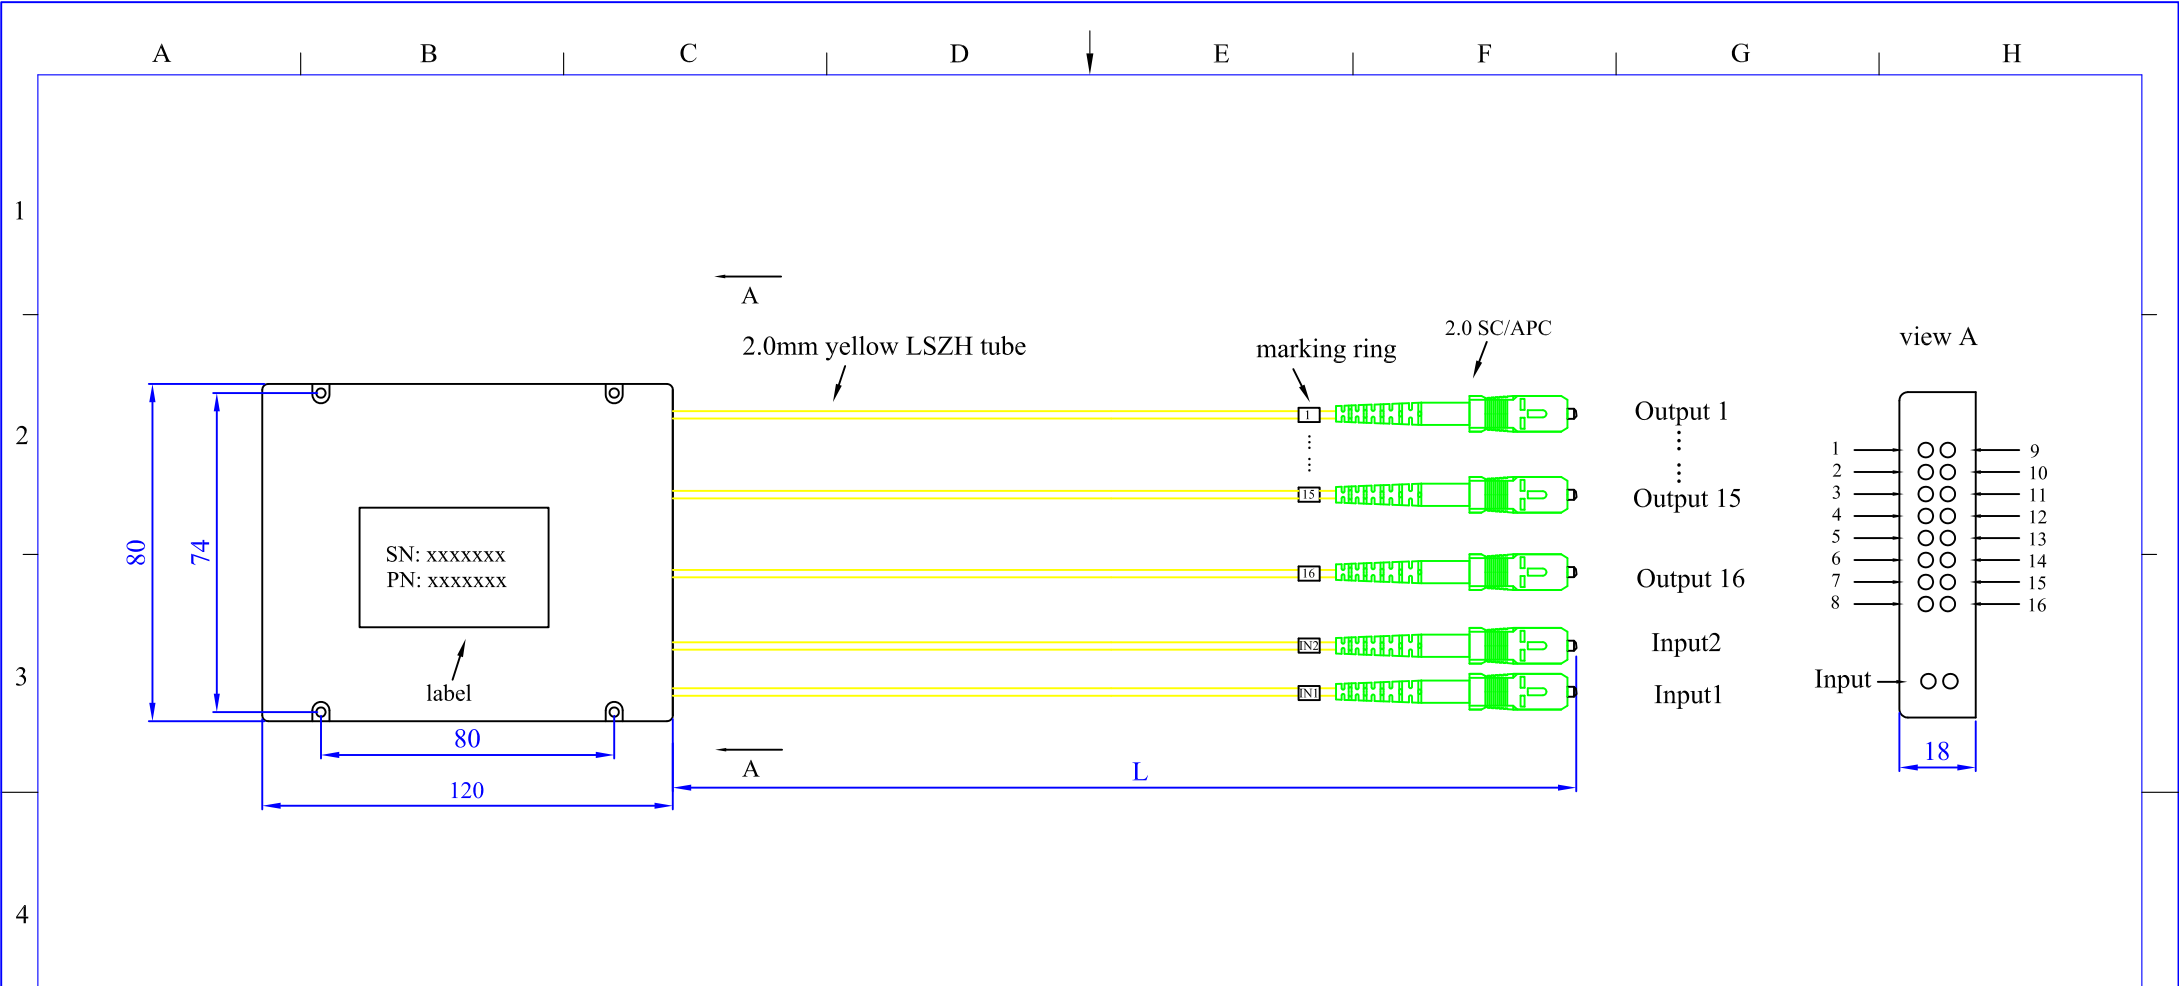 A B C D E F G H
1
2
3
4
A
2.0mm yellow LSZH tube
marking ring
2.0 SC/APC
view A
1
15
16
IN2
IN1
Output 1
Output 15
Output 16
Input2
Input1
80
74
SN: xxxxxxx
PN: xxxxxxx
label
80
120
A
L
1 9
2 10
3 11
4 12
5 13
6 14
7 15
8 16
Input
18